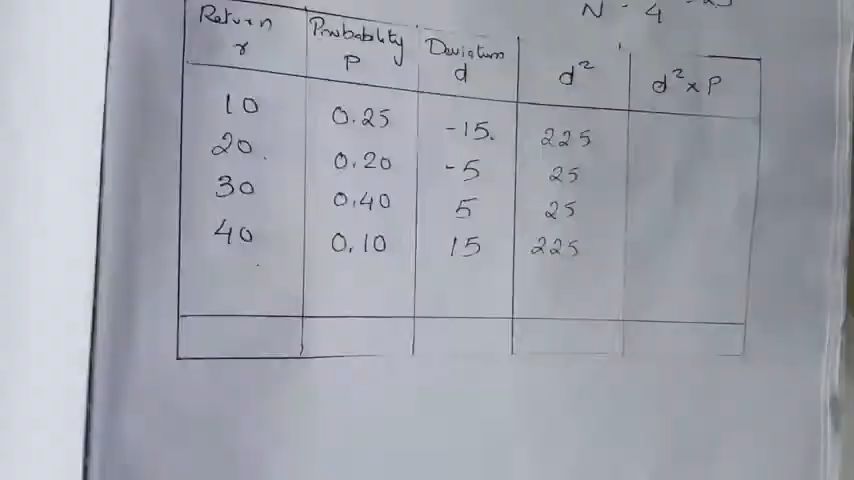 N - 4
Return r Probability P Deviation d d² d² x P
10 0.25 -15. 225
20. 0.20 -5 25
30 0.40 5 25
40 0.10 15 225